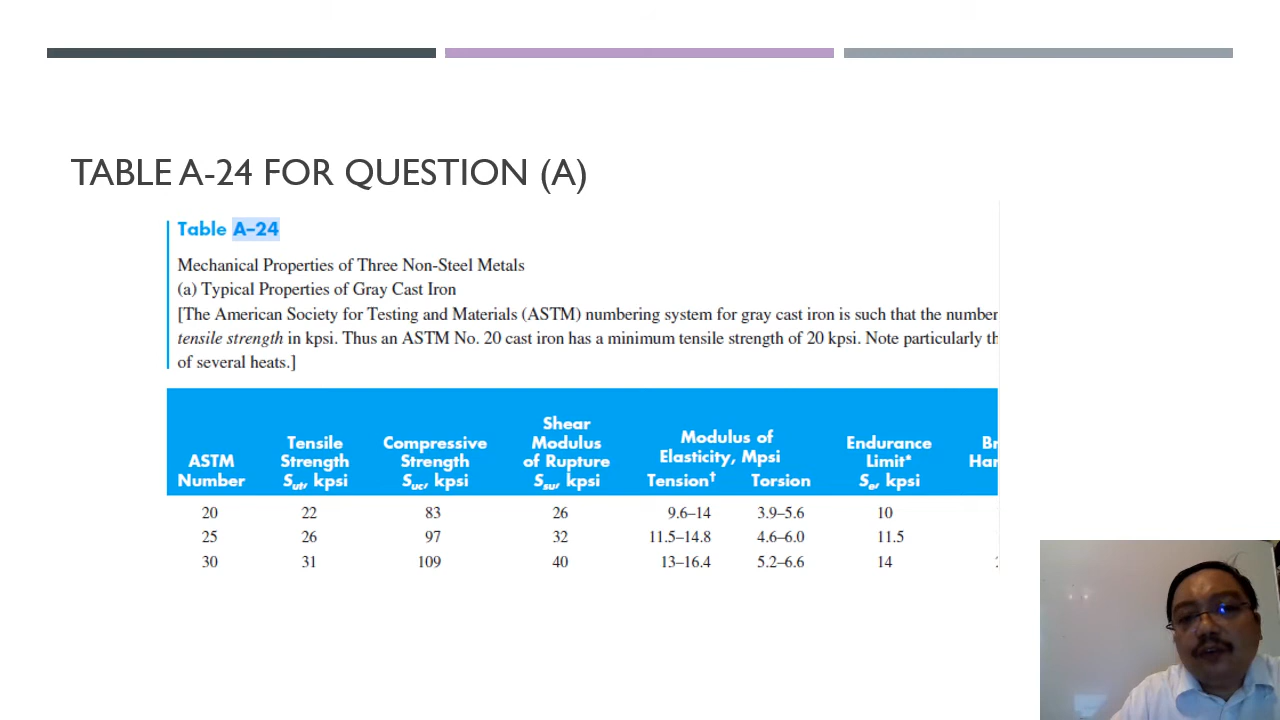 TABLE A-24 FOR QUESTION (A)
Table A–24
Mechanical Properties of Three Non-Steel Metals
(a) Typical Properties of Gray Cast Iron
[The American Society for Testing and Materials (ASTM) numbering system for gray cast iron is such that the number
tensile strength in kpsi. Thus an ASTM No. 20 cast iron has a minimum tensile strength of 20 kpsi. Note particularly
of several heats.]
ASTM Number Tensile Strength Sut, kpsi Compressive Strength Suc, kpsi Shear Modulus of Rupture Ssu, kpsi Modulus of Elasticity, Mpsi Tension† Torsion Endurance Limit* Se, kpsi
20 22 83 26 9.6–14 3.9–5.6 10
25 26 97 32 11.5–14.8 4.6–6.0 11.5
30 31 109 40 13–16.4 5.2–6.6 14